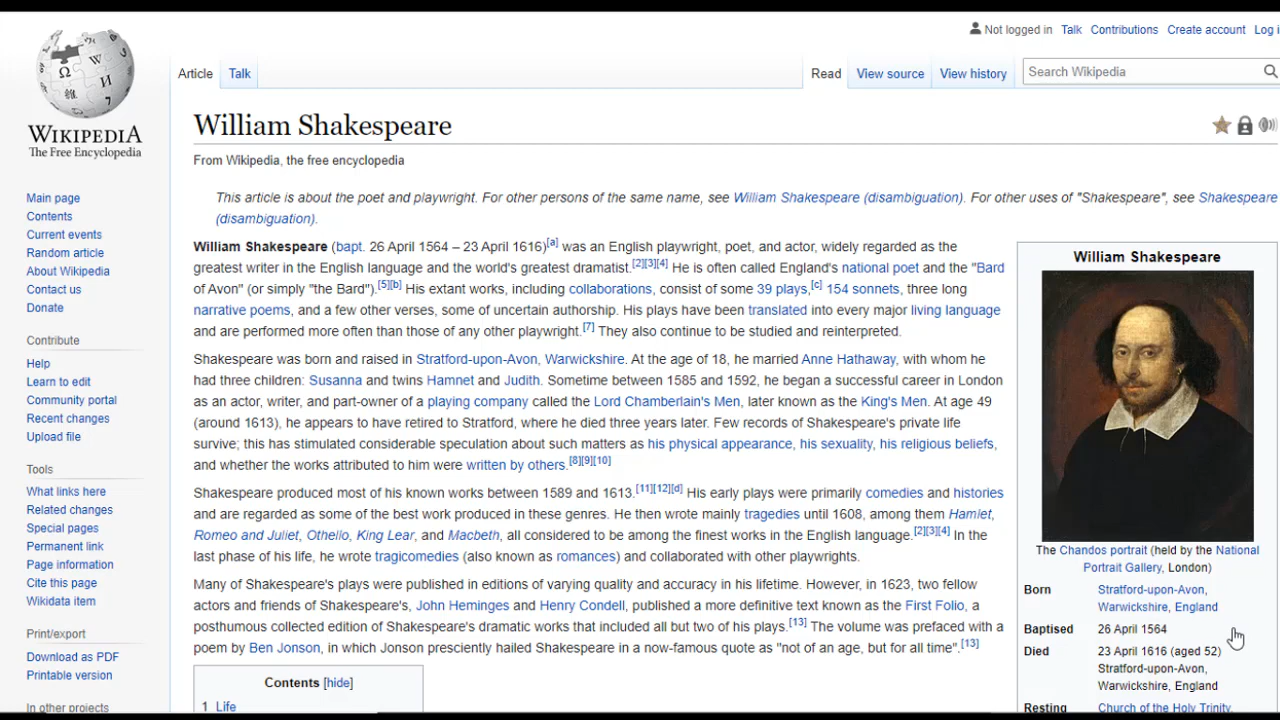 Not logged in Talk Contributions Create account Log i
Article Talk Read View source View history Search Wikipedia
WIKIPEDIA
The Free Encyclopedia
Main page
Contents
Current events
Random article
About Wikipedia
Contact us
Donate
Contribute
Help
Learn to edit
Community portal
Recent changes
Upload file
Tools
What links here
Related changes
Special pages
Permanent link
Page information
Cite this page
Wikidata item
Print/export
Download as PDF
Printable version
In other projects
William Shakespeare
From Wikipedia, the free encyclopedia
This article is about the poet and playwright. For other persons of the same name, see William Shakespeare (disambiguation). For other uses of "Shakespeare", see Shakespeare
(disambiguation).
William Shakespeare (bapt. 26 April 1564 – 23 April 1616)[a] was an English playwright, poet, and actor, widely regarded as the
greatest writer in the English language and the world's greatest dramatist.[2][3][4] He is often called England's national poet and the "Bard
of Avon" (or simply "the Bard").[5][b] His extant works, including collaborations, consist of some 39 plays,[c] 154 sonnets, three long
narrative poems, and a few other verses, some of uncertain authorship. His plays have been translated into every major living language
and are performed more often than those of any other playwright.[7] They also continue to be studied and reinterpreted.
Shakespeare was born and raised in Stratford-upon-Avon, Warwickshire. At the age of 18, he married Anne Hathaway, with whom he
had three children: Susanna and twins Hamnet and Judith. Sometime between 1585 and 1592, he began a successful career in London
as an actor, writer, and part-owner of a playing company called the Lord Chamberlain's Men, later known as the King's Men. At age 49
(around 1613), he appears to have retired to Stratford, where he died three years later. Few records of Shakespeare's private life
survive; this has stimulated considerable speculation about such matters as his physical appearance, his sexuality, his religious beliefs,
and whether the works attributed to him were written by others.[8][9][10]
Shakespeare produced most of his known works between 1589 and 1613.[11][12][d] His early plays were primarily comedies and histories
and are regarded as some of the best work produced in these genres. He then wrote mainly tragedies until 1608, among them Hamlet,
Romeo and Juliet, Othello, King Lear, and Macbeth, all considered to be among the finest works in the English language.[2][3][4] In the
last phase of his life, he wrote tragicomedies (also known as romances) and collaborated with other playwrights.
Many of Shakespeare's plays were published in editions of varying quality and accuracy in his lifetime. However, in 1623, two fellow
actors and friends of Shakespeare's, John Heminges and Henry Condell, published a more definitive text known as the First Folio, a
posthumous collected edition of Shakespeare's dramatic works that included all but two of his plays.[13] The volume was prefaced with a
poem by Ben Jonson, in which Jonson presciently hailed Shakespeare in a now-famous quote as "not of an age, but for all time".[13]
Contents [hide]
1 Life
William Shakespeare
The Chandos portrait (held by the National
Portrait Gallery, London)
Born Stratford-upon-Avon,
Warwickshire, England
Baptised 26 April 1564
Died 23 April 1616 (aged 52)
Stratford-upon-Avon,
Warwickshire, England
Resting Church of the Holy Trinity,